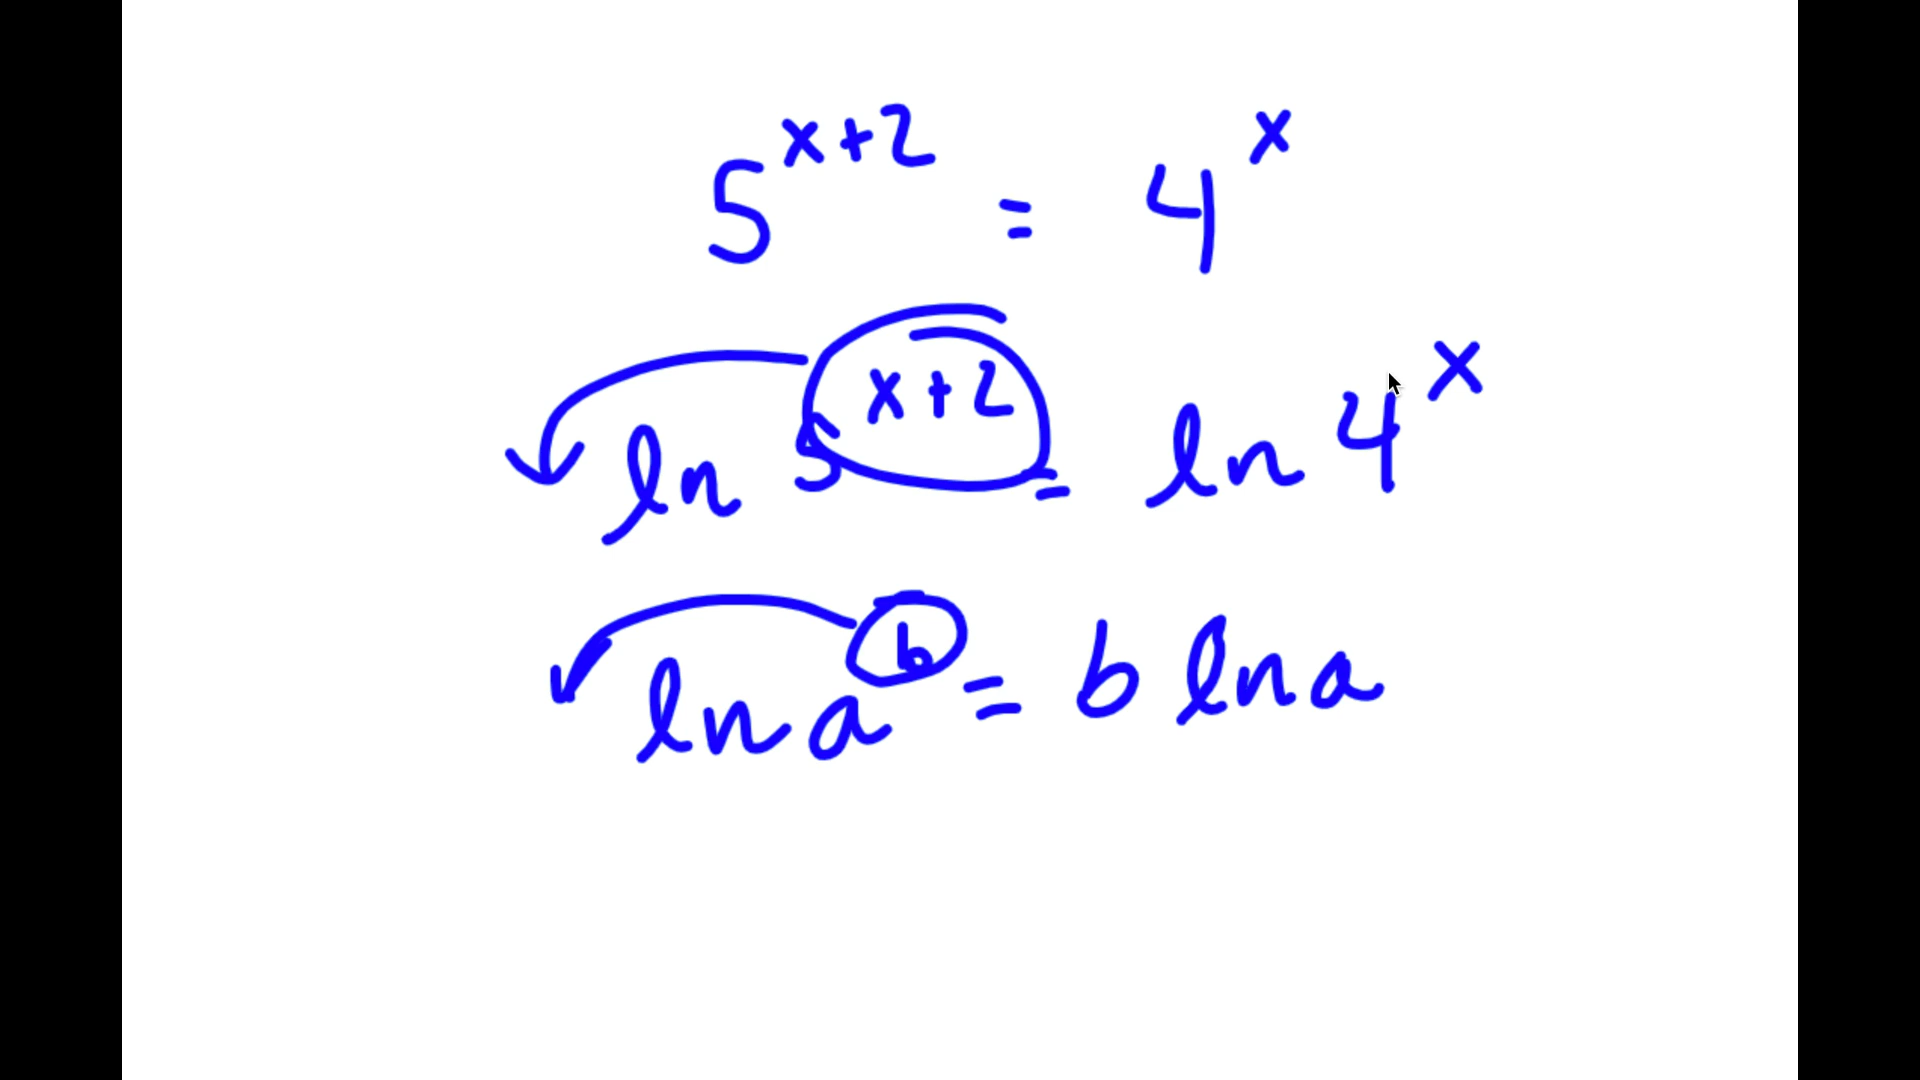 5^{x+2} = 4^x
ln 5^{x+2} = ln 4^x
ln a^b = b ln a